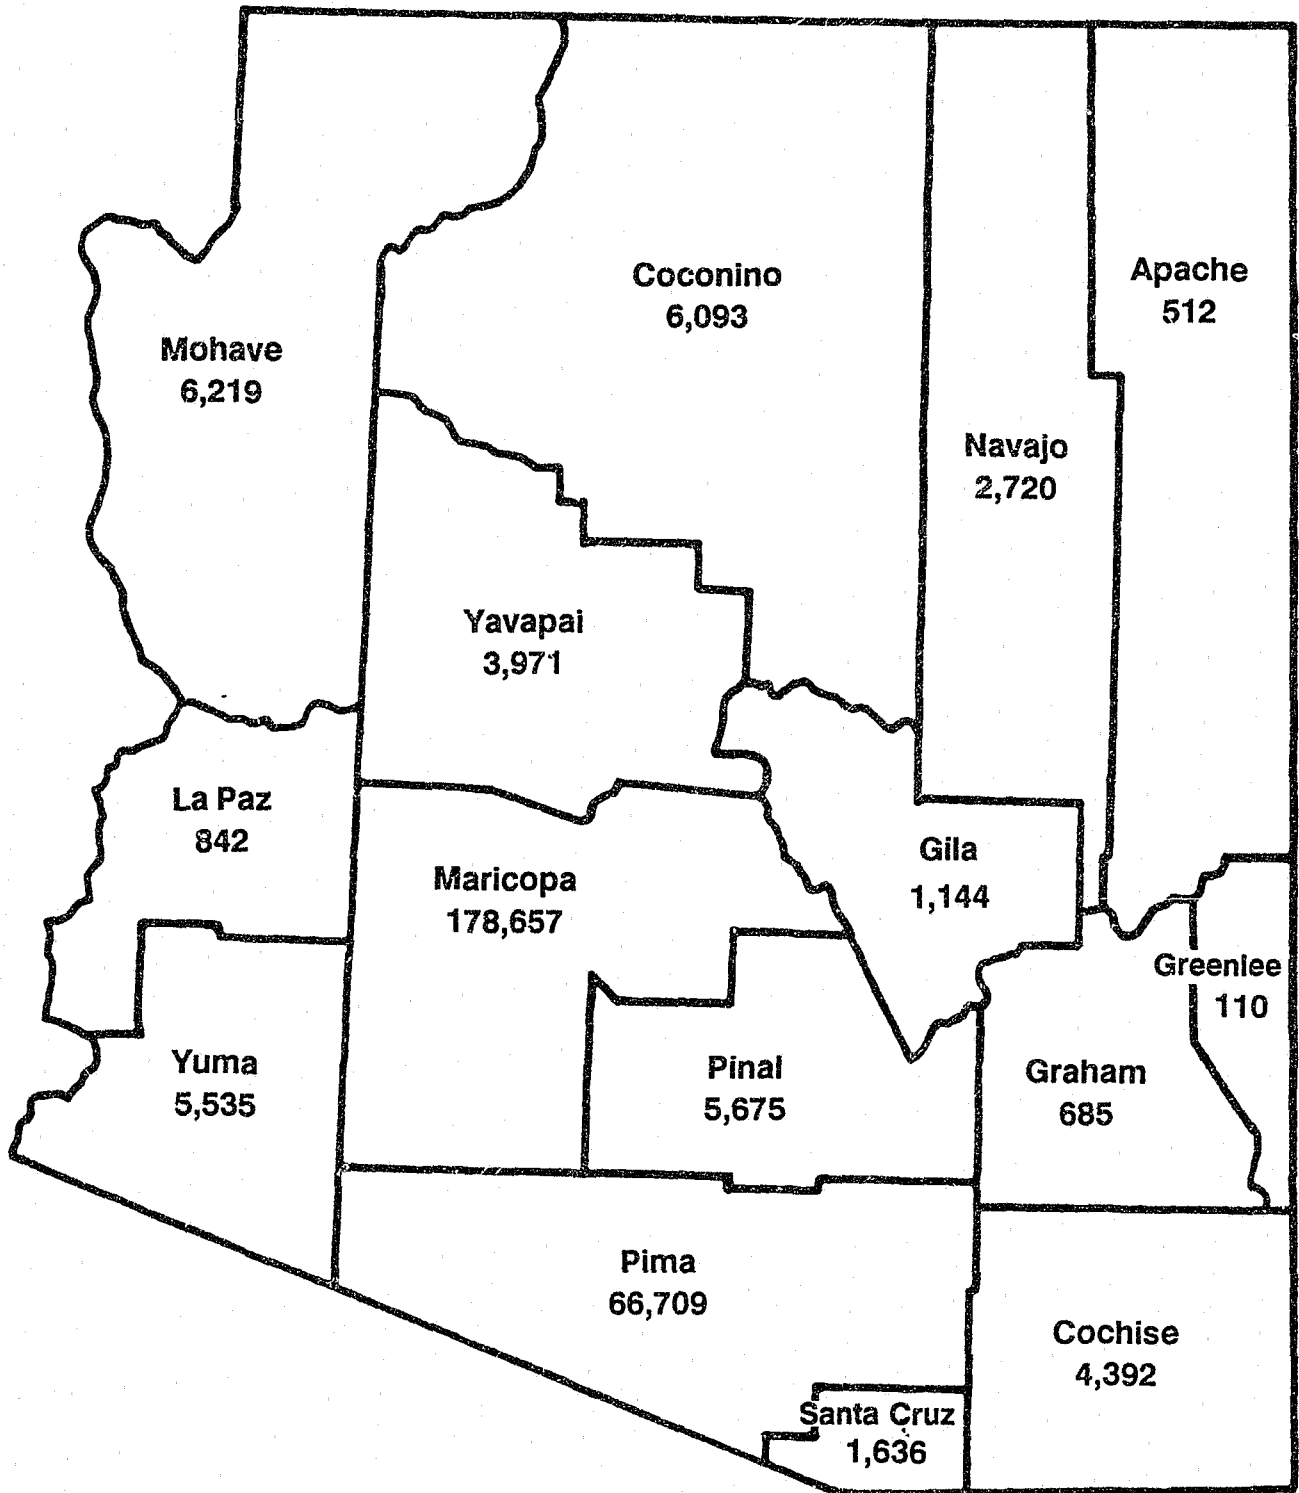 Coconino
6,093
Apache
512
Mohave
6,219
Navajo
2,720
Yavapai
3,971
La Paz
842
Maricopa
178,657
Gila
1,144
Greenlee
110
Yuma
5,535
Pinal
5,675
Graham
685
Pima
66,709
Cochise
4,392
Santa Cruz
1,636